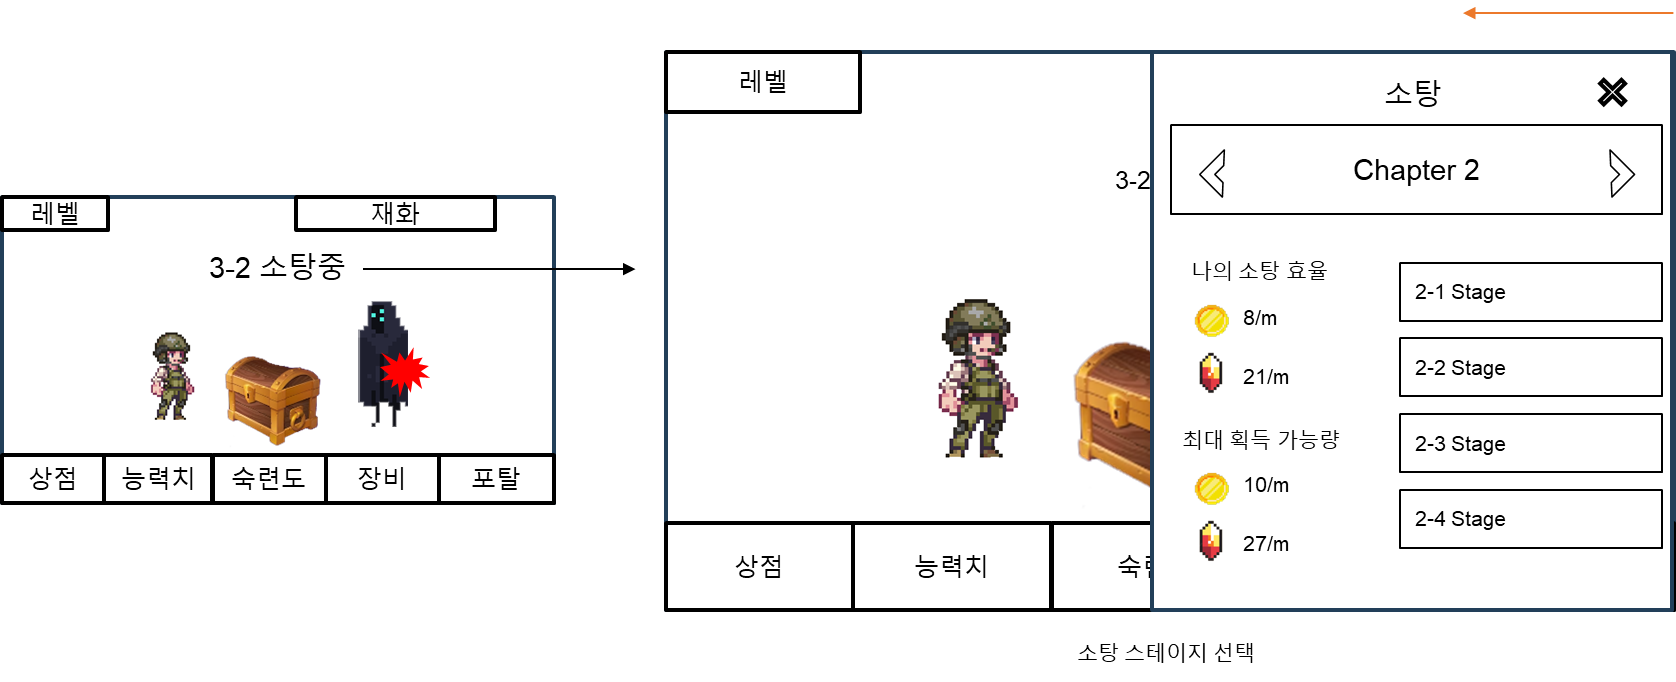 레벨
재화
3-2 소탕중
상점
능력치
숙련도
장비
포탈
레벨
3-2
상점
능력치
숙
소탕
Chapter 2
나의 소탕 효율
8/m
21/m
최대 획득 가능량
10/m
27/m
2-1 Stage
2-2 Stage
2-3 Stage
2-4 Stage
소탕 스테이지 선택